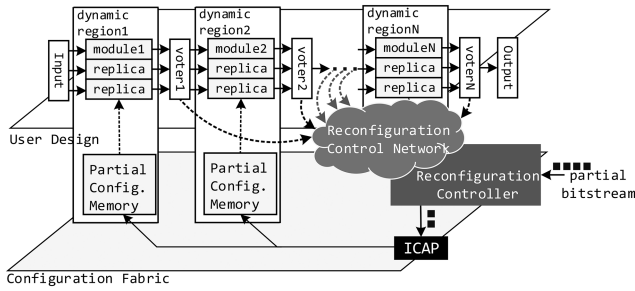 dynamic
region1
dynamic
region2
dynamic
regionN
Input
module1
replica
replica
voter1
module2
replica
replica
voter2
moduleN
replica
replica
voterN
Output
User Design
Reconfiguration
Control Network
Partial
Config.
Memory
Partial
Config.
Memory
Reconfiguration
Controller
partial
bitstream
ICAP
Configuration Fabric